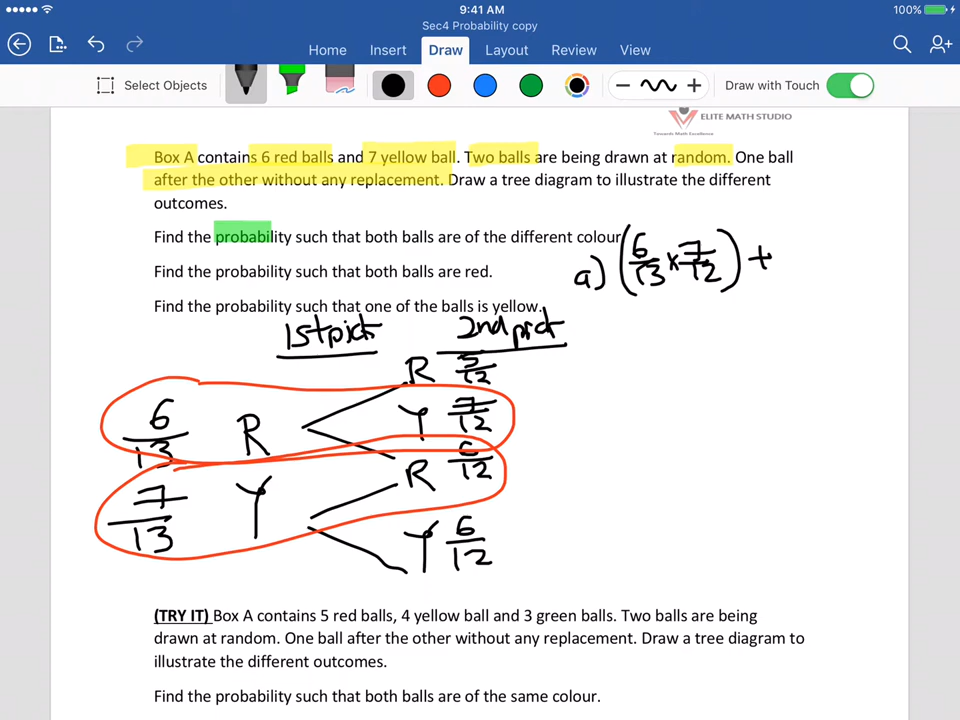 9:41 AM
100%
Sec4 Probability copy
Home Insert Draw Layout Review View
Select Objects Draw with Touch
ELITE MATH STUDIO
Towards Math Excellence
Box A contains 6 red balls and 7 yellow ball. Two balls are being drawn at random. One ball
after the other without any replacement. Draw a tree diagram to illustrate the different
outcomes.
Find the probability such that both balls are of the different colour
a) (6/13 × 7/12) +
Find the probability such that both balls are red.
Find the probability such that one of the balls is yellow.
1st pick 2nd pick
R 5/12
6/13 R Y 7/12
R 6/12
7/13 Y
Y 6/12
(TRY IT) Box A contains 5 red balls, 4 yellow ball and 3 green balls. Two balls are being
drawn at random. One ball after the other without any replacement. Draw a tree diagram to
illustrate the different outcomes.
Find the probability such that both balls are of the same colour.